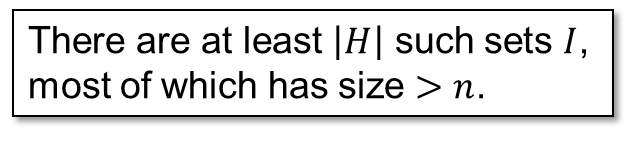 There are at least |H| such sets I,
most of which has size > n.